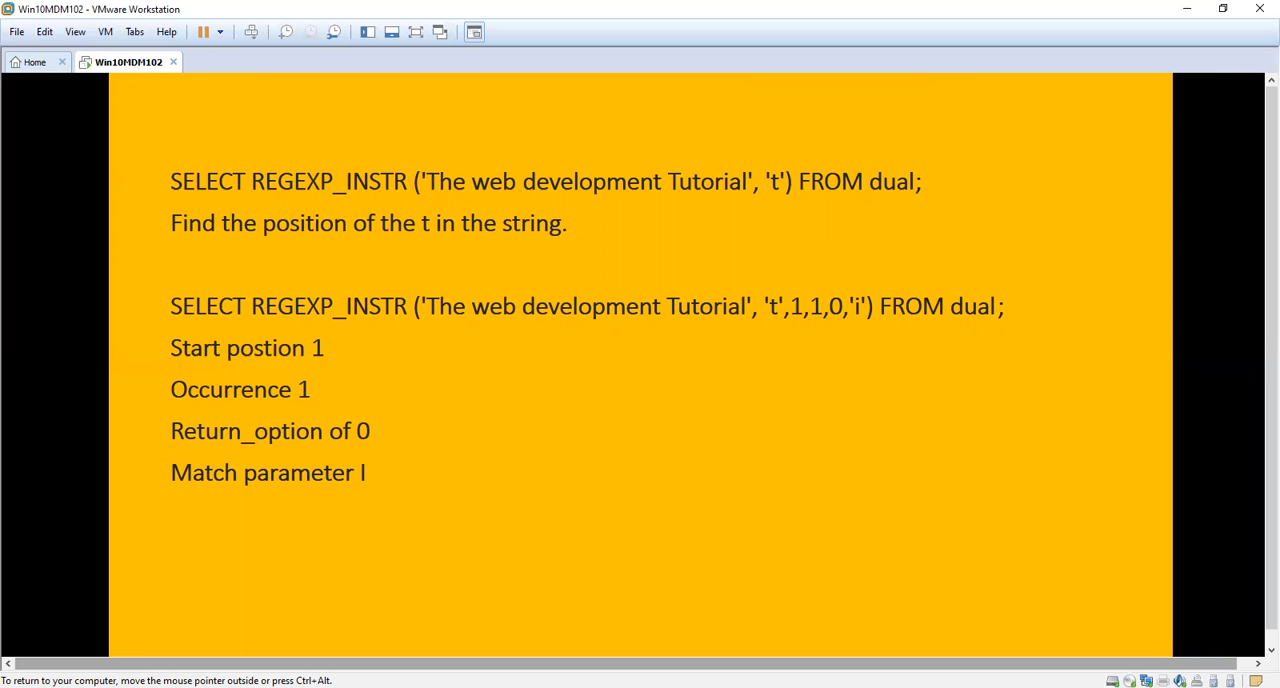 Win10MDM102 - VMware Workstation
File Edit View VM Tabs Help
Home Win10MDM102
SELECT REGEXP_INSTR ('The web development Tutorial', 't') FROM dual;
Find the position of the t in the string.
SELECT REGEXP_INSTR ('The web development Tutorial', 't',1,1,0,'i') FROM dual;
Start postion 1
Occurrence 1
Return_option of 0
Match parameter I
To return to your computer, move the mouse pointer outside or press Ctrl+Alt.